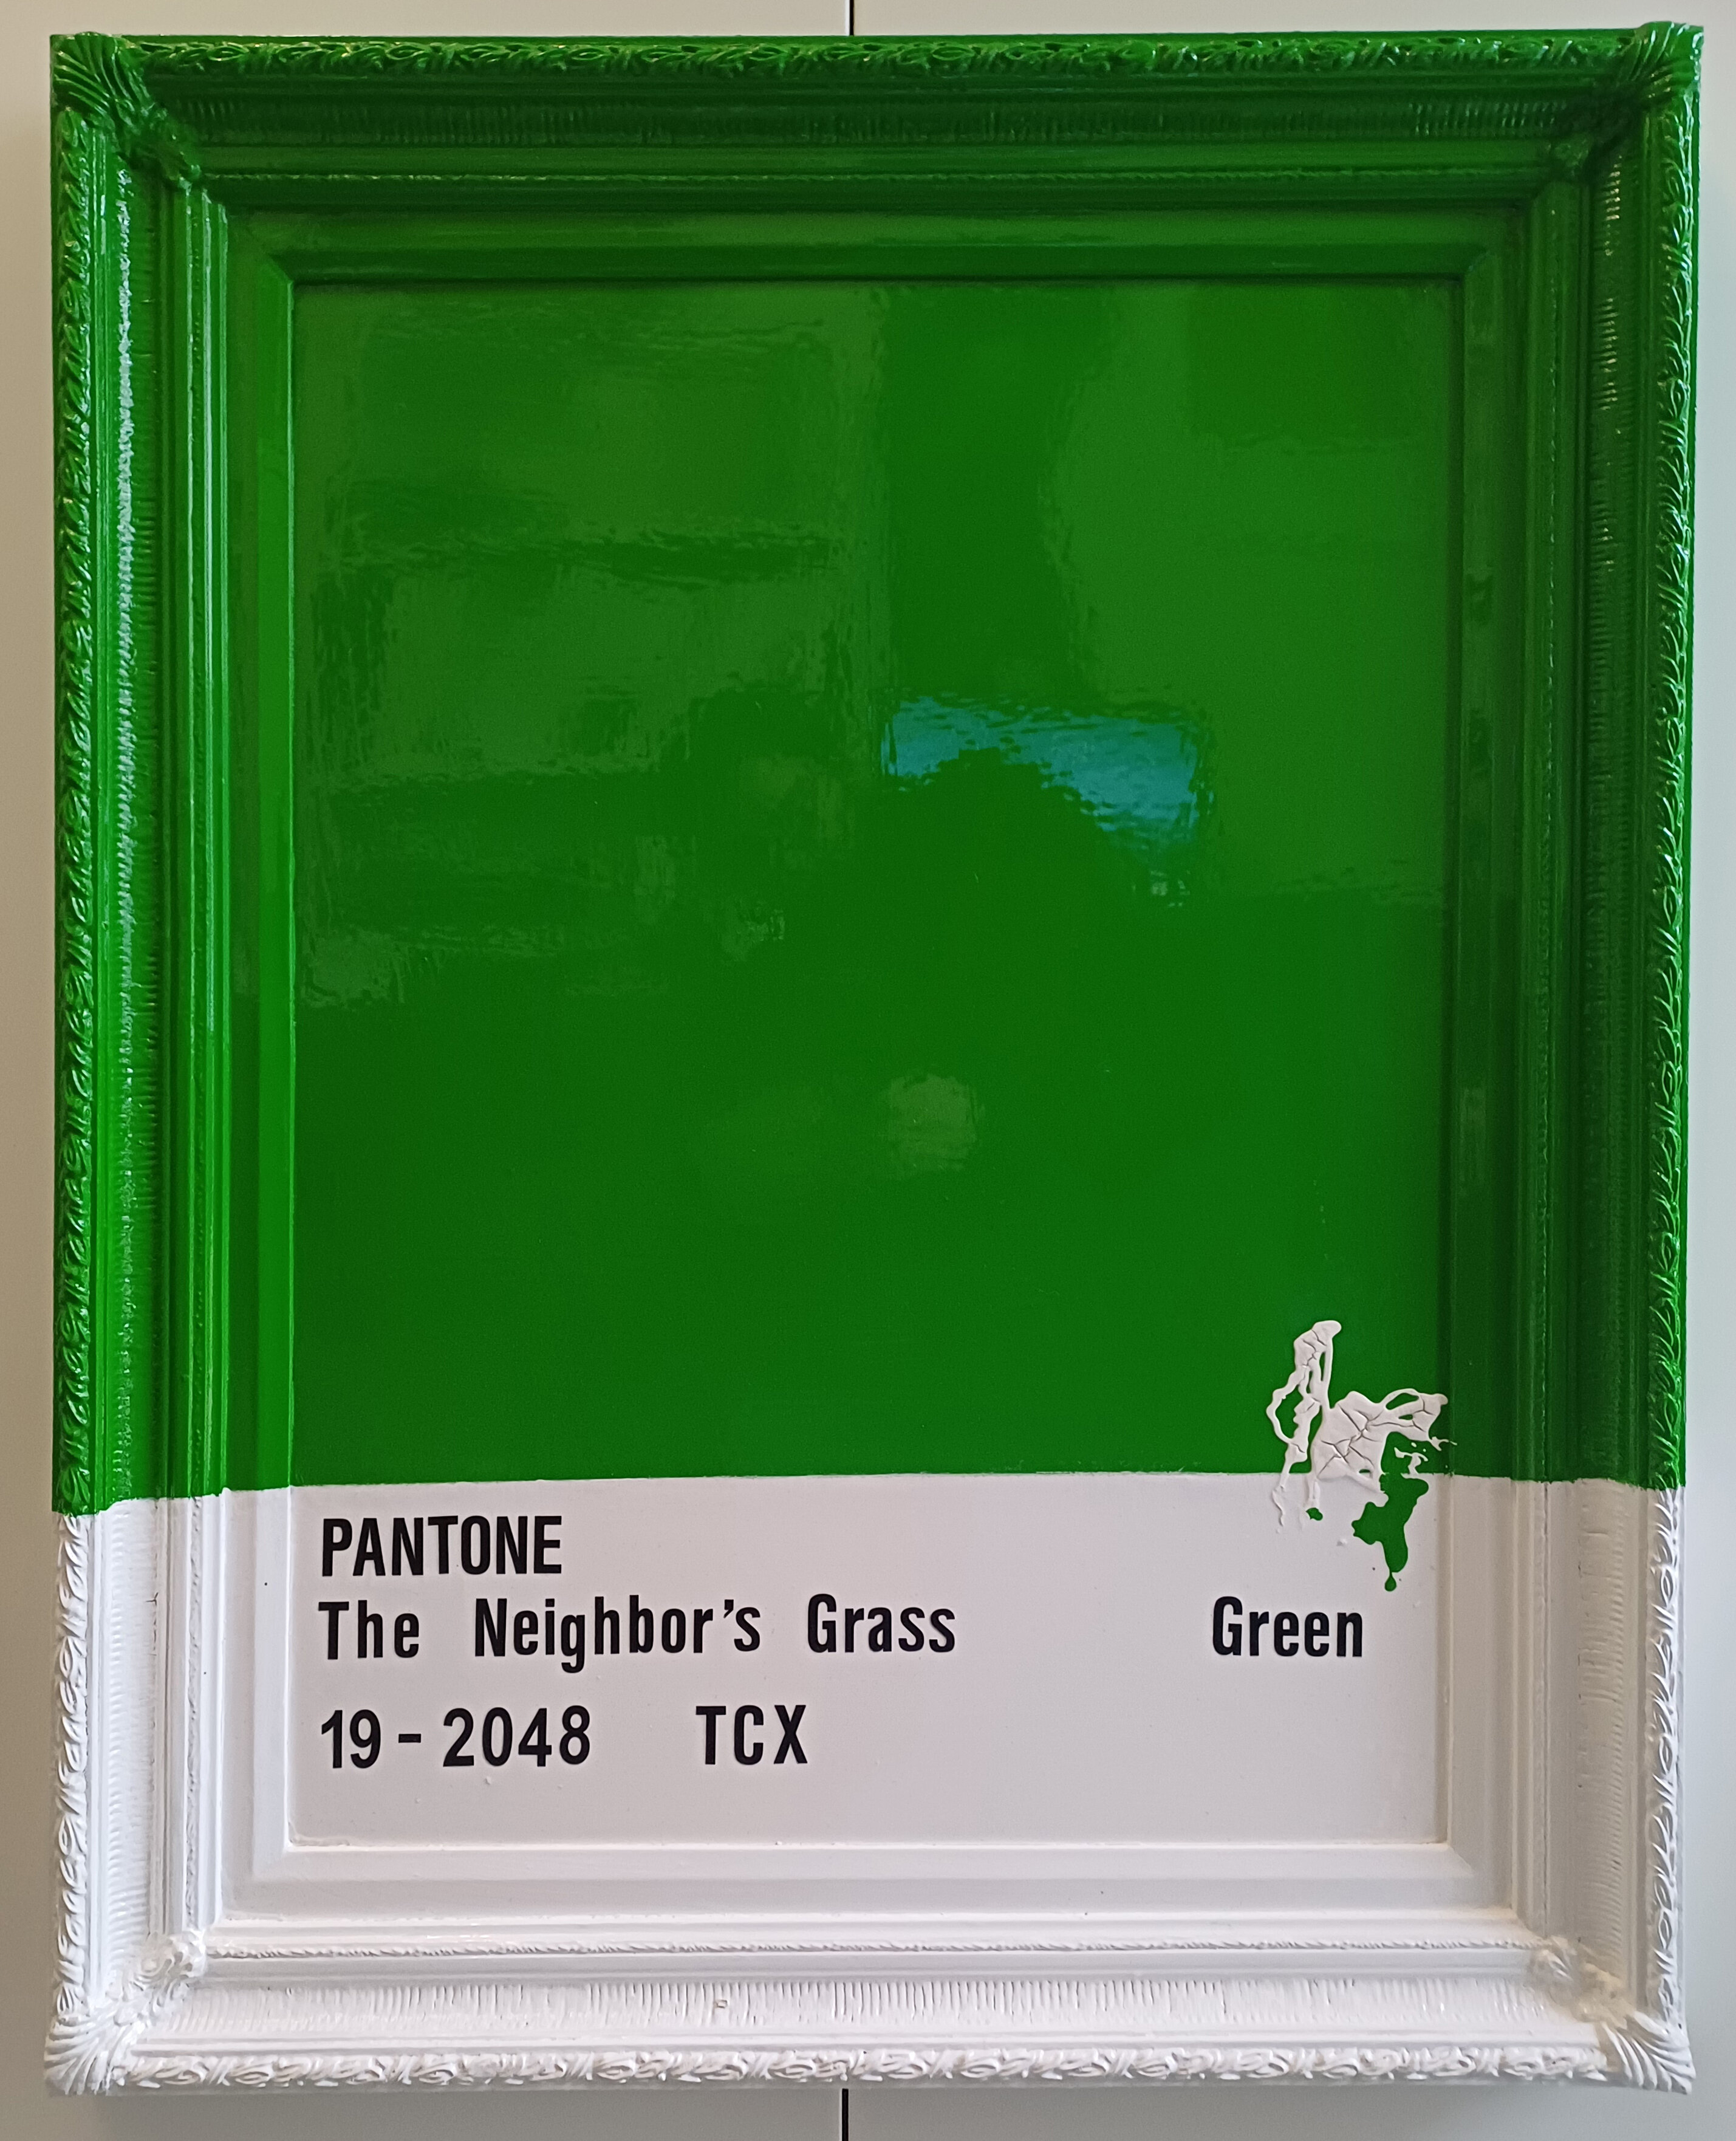 PANTONE
The Neighbor's Grass Green
19-2048 TCX